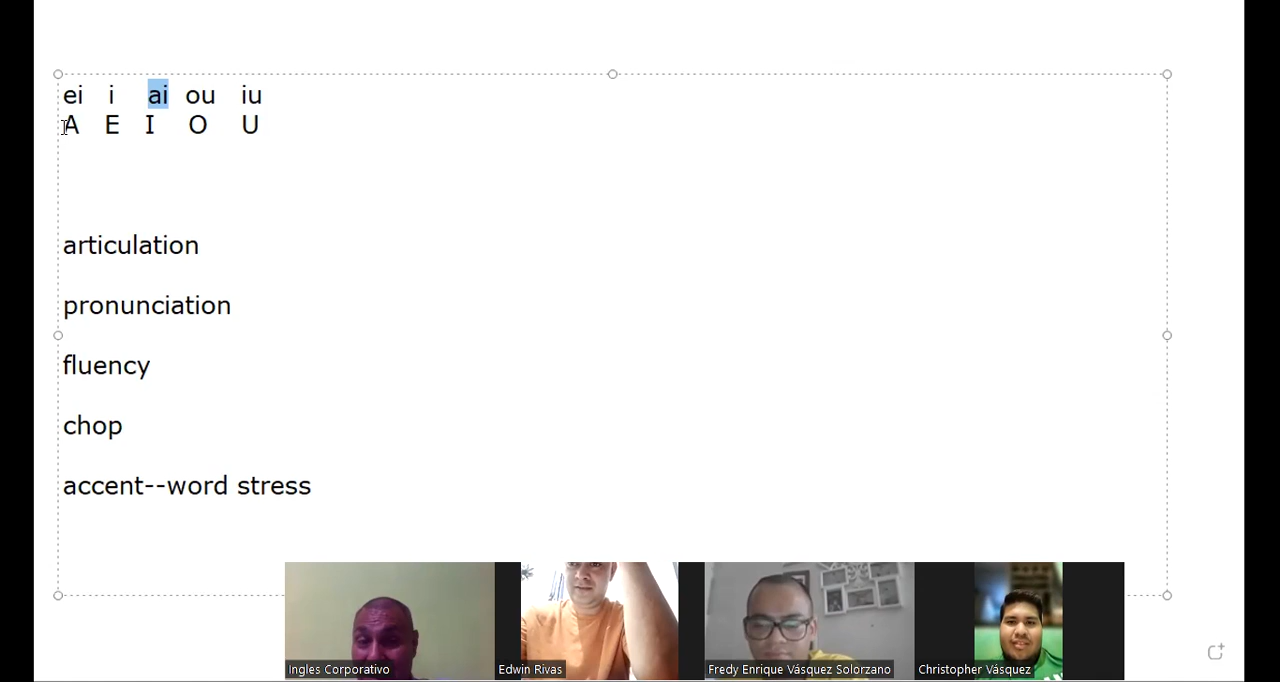 ei i ai ou iu
A E I O U
articulation
pronunciation
fluency
chop
accent--word stress
Ingles Corporativo
Edwin Rivas
Fredy Enrique Vásquez Solorzano
Christopher Vásquez